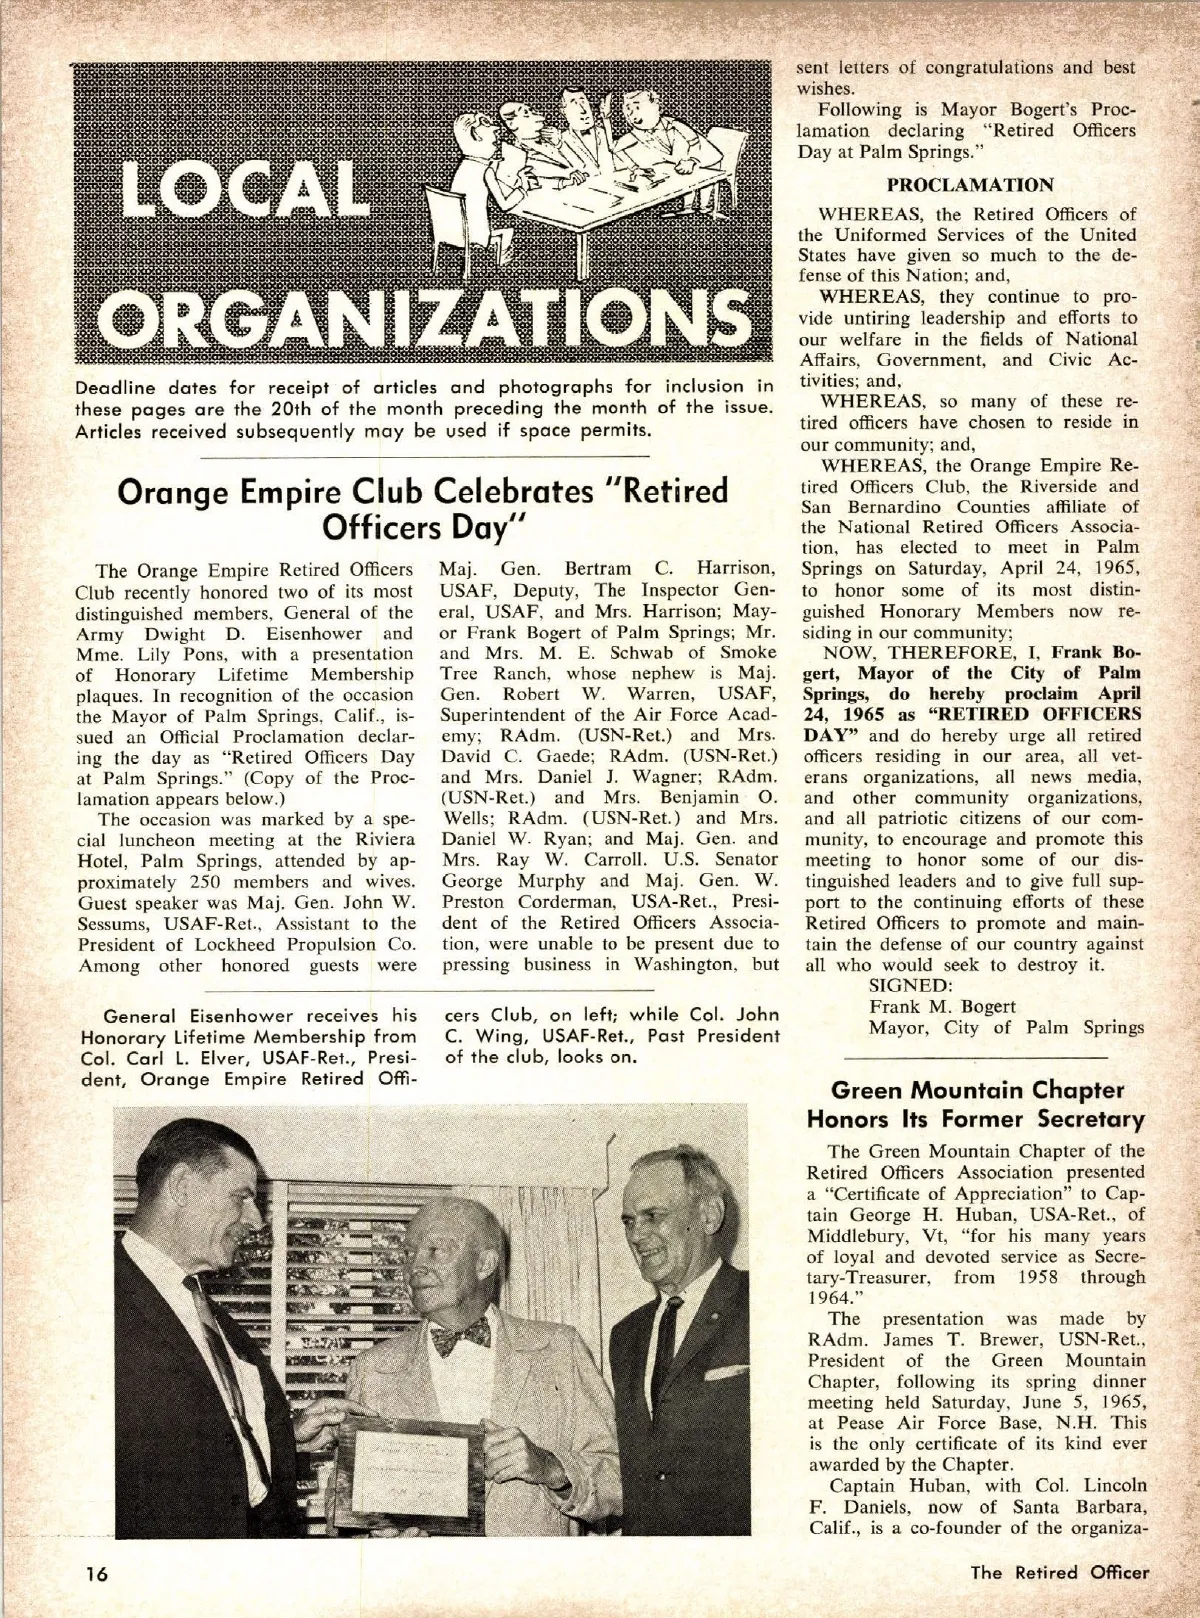 LOCAL
ORGANIZATIONS
Deadline dates for receipt of articles and photographs for inclusion in
these pages are the 20th of the month preceding the month of the issue.
Articles received subsequently may be used if space permits.
Orange Empire Club Celebrates "Retired
Officers Day"
The Orange Empire Retired Officers
Club recently honored two of its most
distinguished members, General of the
Army Dwight D. Eisenhower and
Mme. Lily Pons, with a presentation
of Honorary Lifetime Membership
plaques. In recognition of the occasion
the Mayor of Palm Springs, Calif., is-
sued an Official Proclamation declar-
ing the day as “Retired Officers Day
at Palm Springs.” (Copy of the Proc-
lamation appears below.)
The occasion was marked by a spe-
cial luncheon meeting at the Riviera
Hotel, Palm Springs, attended by ap-
proximately 250 members and wives.
Guest speaker was Maj. Gen. John W.
Sessums, USAF-Ret., Assistant to the
President of Lockheed Propulsion Co.
Among other honored guests were
Maj. Gen. Bertram C. Harrison,
USAF, Deputy, The Inspector Gen-
eral, USAF, and Mrs. Harrison; May-
or Frank Bogert of Palm Springs; Mr.
and Mrs. M. E. Schwab of Smoke
Tree Ranch, whose nephew is Maj.
Gen. Robert W. Warren, USAF,
Superintendent of the Air Force Acad-
emy; RAdm. (USN-Ret.) and Mrs.
David C. Gaede; RAdm. (USN-Ret.)
and Mrs. Daniel J. Wagner; RAdm.
(USN-Ret.) and Mrs. Benjamin O.
Wells; RAdm. (USN-Ret.) and Mrs.
Daniel W. Ryan; and Maj. Gen. and
Mrs. Ray W. Carroll. U.S. Senator
George Murphy and Maj. Gen. W.
Preston Corderman, USA-Ret., Presi-
dent of the Retired Officers Associa-
tion, were unable to be present due to
pressing business in Washington, but
sent letters of congratulations and best
wishes.
Following is Mayor Bogert's Proc-
lamation declaring “Retired Officers
Day at Palm Springs.”
PROCLAMATION
WHEREAS, the Retired Officers of
the Uniformed Services of the United
States have given so much to the de-
fense of this Nation; and,
WHEREAS, they continue to pro-
vide untiring leadership and efforts to
our welfare in the fields of National
Affairs, Government, and Civic Ac-
tivities; and,
WHEREAS, so many of these re-
tired officers have chosen to reside in
our community; and,
WHEREAS, the Orange Empire Re-
tired Officers Club, the Riverside and
San Bernardino Counties affiliate of
the National Retired Officers Associa-
tion, has elected to meet in Palm
Springs on Saturday, April 24, 1965,
to honor some of its most distin-
guished Honorary Members now re-
siding in our community;
NOW, THEREFORE, I, Frank Bo-
gert, Mayor of the City of Palm
Springs, do hereby proclaim April
24, 1965 as “RETIRED OFFICERS
DAY” and do hereby urge all retired
officers residing in our area, all vet-
erans organizations, all news media,
and other community organizations,
and all patriotic citizens of our com-
munity, to encourage and promote this
meeting to honor some of our dis-
tinguished leaders and to give full sup-
port to the continuing efforts of these
Retired Officers to promote and main-
tain the defense of our country against
all who would seek to destroy it.
SIGNED:
Frank M. Bogert
Mayor, City of Palm Springs
General Eisenhower receives his
Honorary Lifetime Membership from
Col. Carl L. Elver, USAF-Ret., Presi-
dent, Orange Empire Retired Offi-
cers Club, on left; while Col. John
C. Wing, USAF-Ret., Past President
of the club, looks on.
Green Mountain Chapter
Honors Its Former Secretary
The Green Mountain Chapter of the
Retired Officers Association presented
a “Certificate of Appreciation” to Cap-
tain George H. Huban, USA-Ret., of
Middlebury, Vt, “for his many years
of loyal and devoted service as Secre-
tary-Treasurer, from 1958 through
1964.”
The presentation was made by
RAdm. James T. Brewer, USN-Ret.,
President of the Green Mountain
Chapter, following its spring dinner
meeting held Saturday, June 5, 1965,
at Pease Air Force Base, N.H. This
is the only certificate of its kind ever
awarded by the Chapter.
Captain Huban, with Col. Lincoln
F. Daniels, now of Santa Barbara,
Calif., is a co-founder of the organiza-
16
The Retired Officer